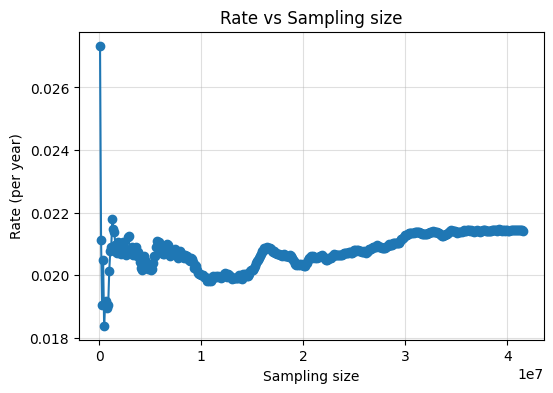 Rate vs Sampling size
0.026
0.024
0.022
0.020
0.018
Rate (per year)
0
1
2
3
4
1e7
Sampling size